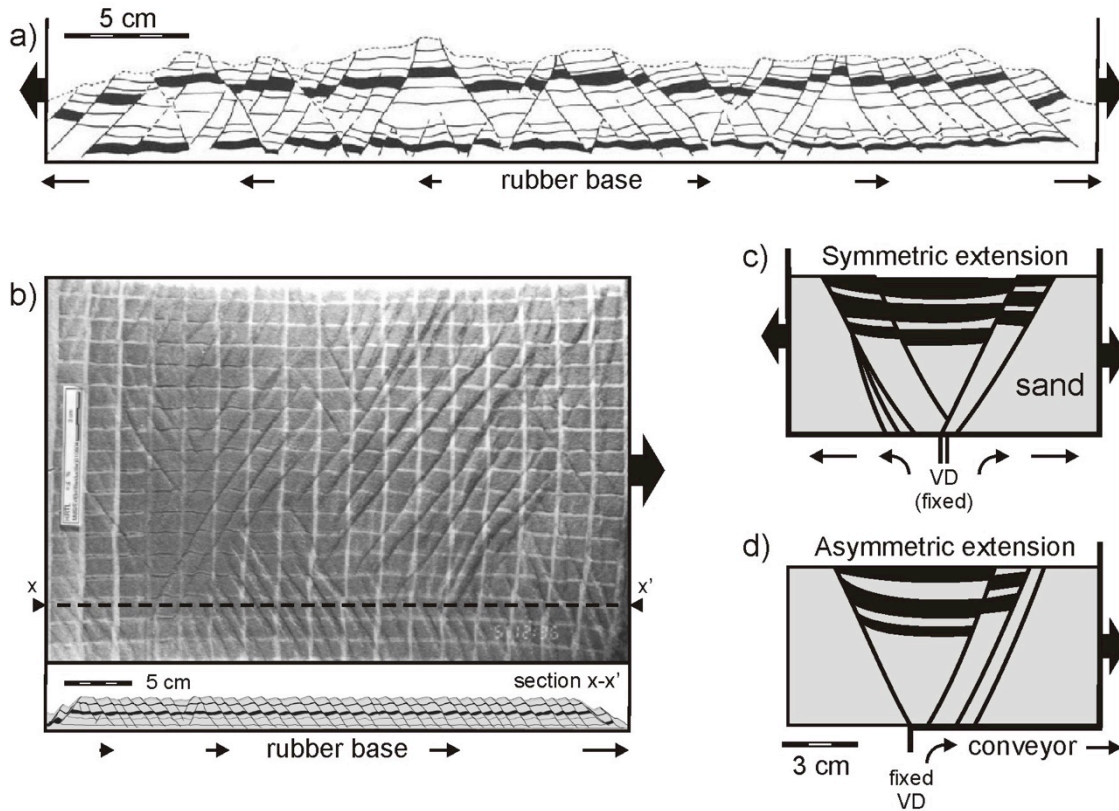 a)
5 cm
rubber base
b)
x
x'
5 cm
section x-x'
rubber base
c)
Symmetric extension
sand
VD
(fixed)
d)
Asymmetric extension
3 cm
fixed
VD
conveyor